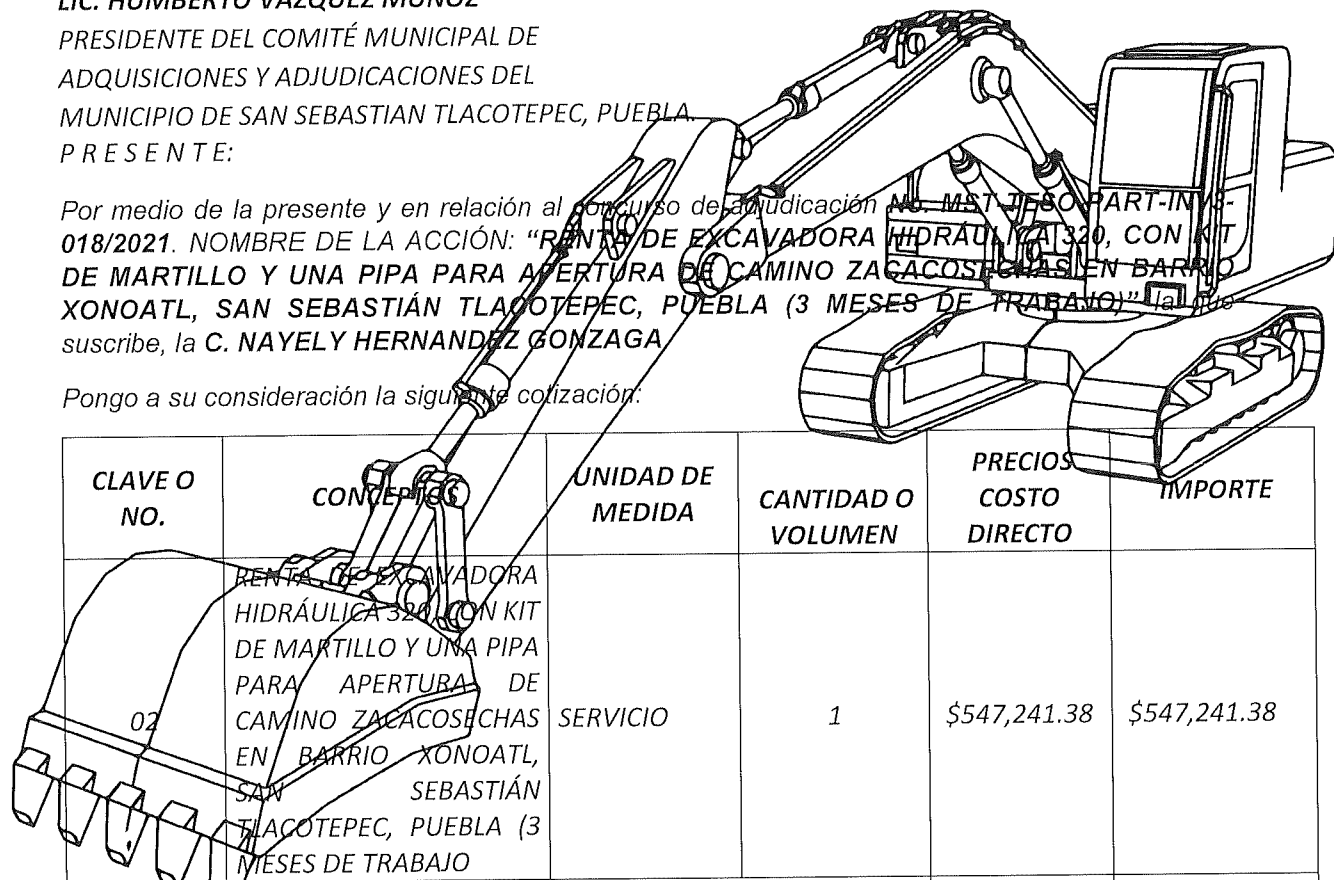 LIC. HUMBERTO VAZQUEZ MUÑOZ
PRESIDENTE DEL COMITÉ MUNICIPAL DE
ADQUISICIONES Y ADJUDICACIONES DEL
MUNICIPIO DE SAN SEBASTIAN TLACOTEPEC, PUEBLA.
P R E S E N T E:
Por medio de la presente y en relación al concurso de adjudicación No. MST-TESO-PART-INV3-
018/2021. NOMBRE DE LA ACCIÓN: “RENTA DE EXCAVADORA HIDRÁULICA 320, CON KIT
DE MARTILLO Y UNA PIPA PARA APERTURA DE CAMINO ZACACOSECHAS EN BARRIO
XONOATL, SAN SEBASTIÁN TLACOTEPEC, PUEBLA (3 MESES DE TRABAJO)” la que
suscribe, la C. NAYELY HERNANDEZ GONZAGA
Pongo a su consideración la siguiente cotización:
CLAVE O
NO.
CONCEPTOS
UNIDAD DE
MEDIDA
CANTIDAD O
VOLUMEN
PRECIOS
COSTO
DIRECTO
IMPORTE
02
RENTA DE EXCAVADORA
HIDRÁULICA 320, CON KIT
DE MARTILLO Y UNA PIPA
PARA APERTURA DE
CAMINO ZACACOSECHAS
EN BARRIO XONOATL,
SAN SEBASTIÁN
TLACOTEPEC, PUEBLA (3
MESES DE TRABAJO
SERVICIO
1
$547,241.38
$547,241.38